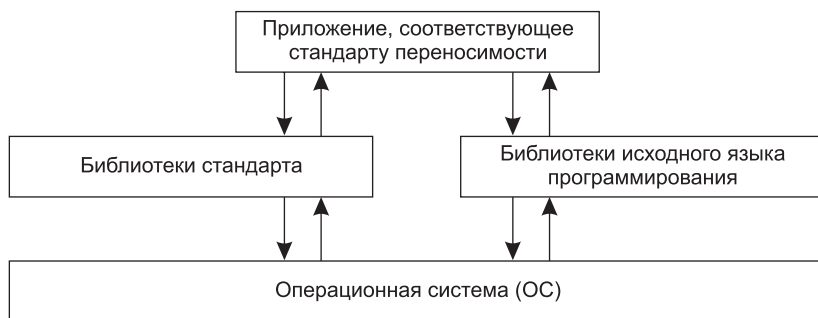 Приложение, соответствующее
стандарту переносимости
Библиотеки стандарта
Библиотеки исходного языка
программирования
Операционная система (ОС)